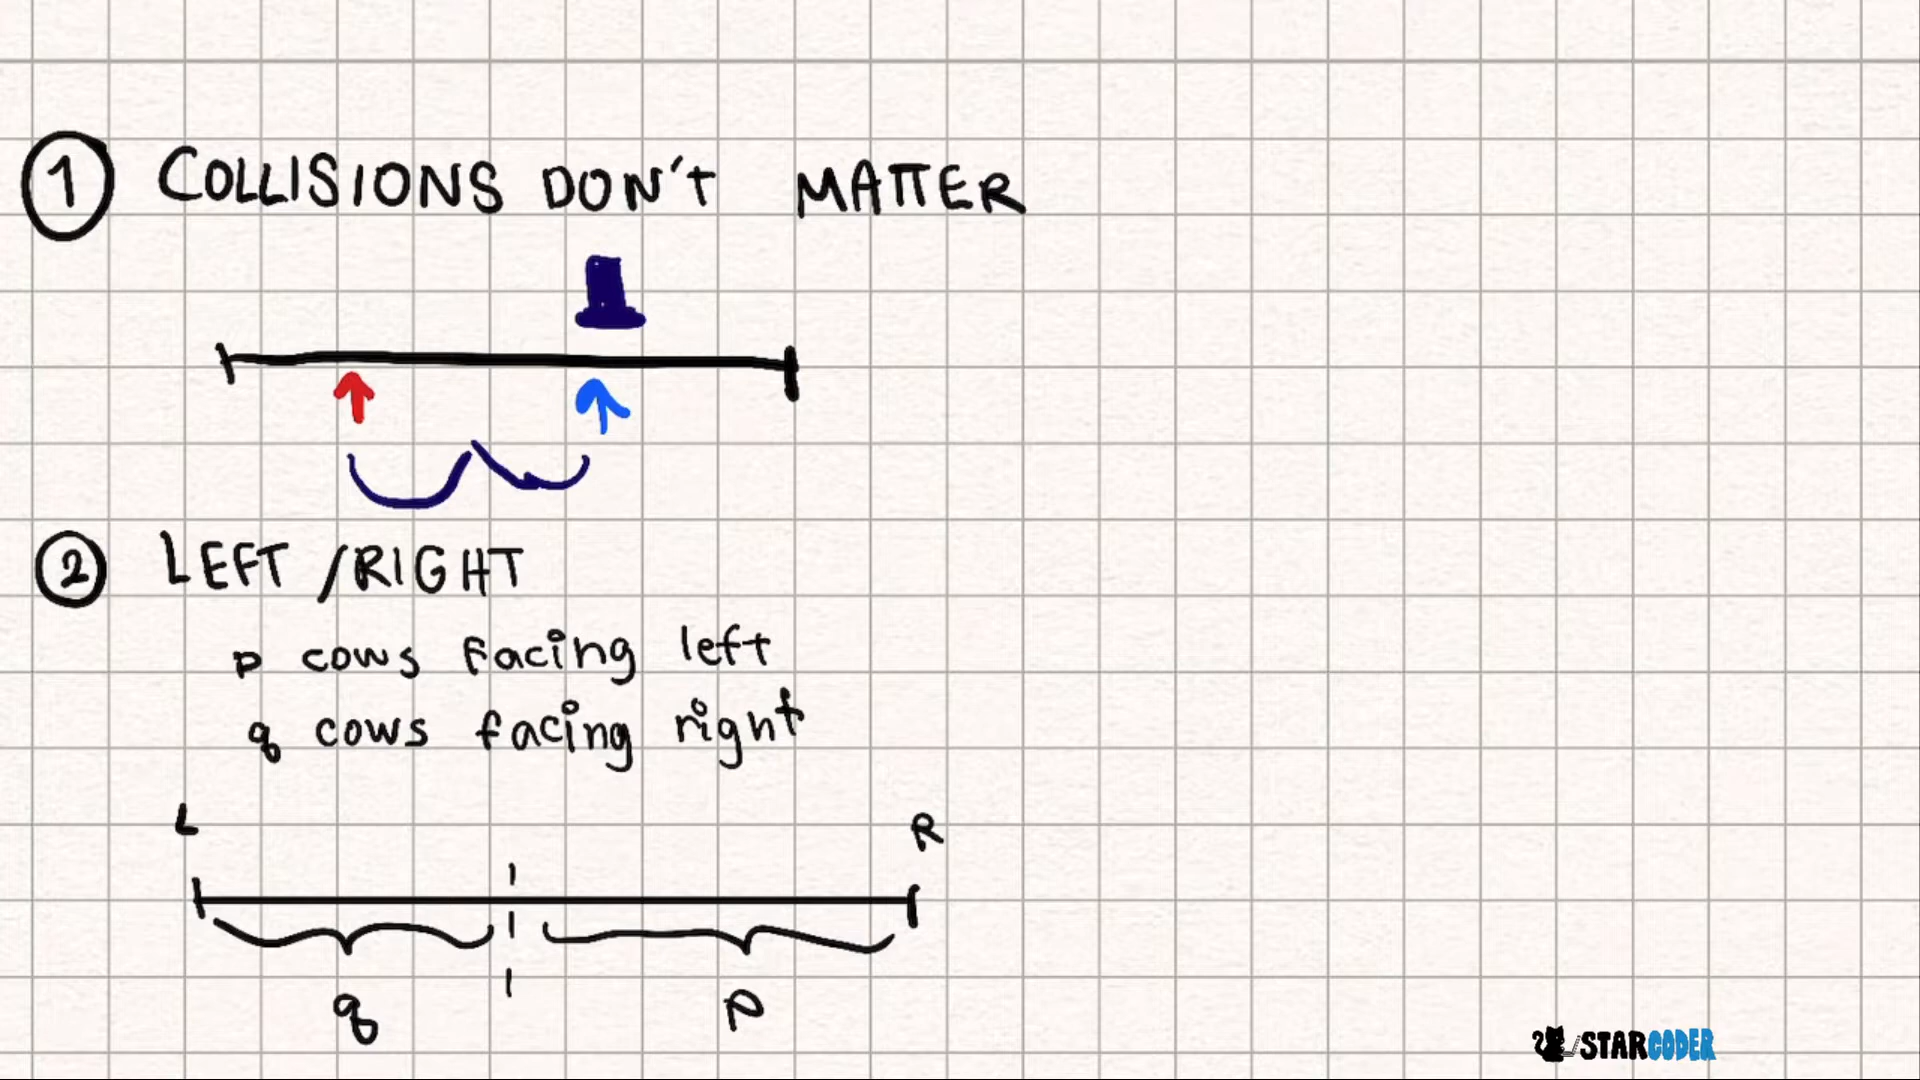 1 COLLISIONS DON'T MATTER
2 LEFT /RIGHT
p cows facing left
q cows facing right
L R
q p
STARCODER